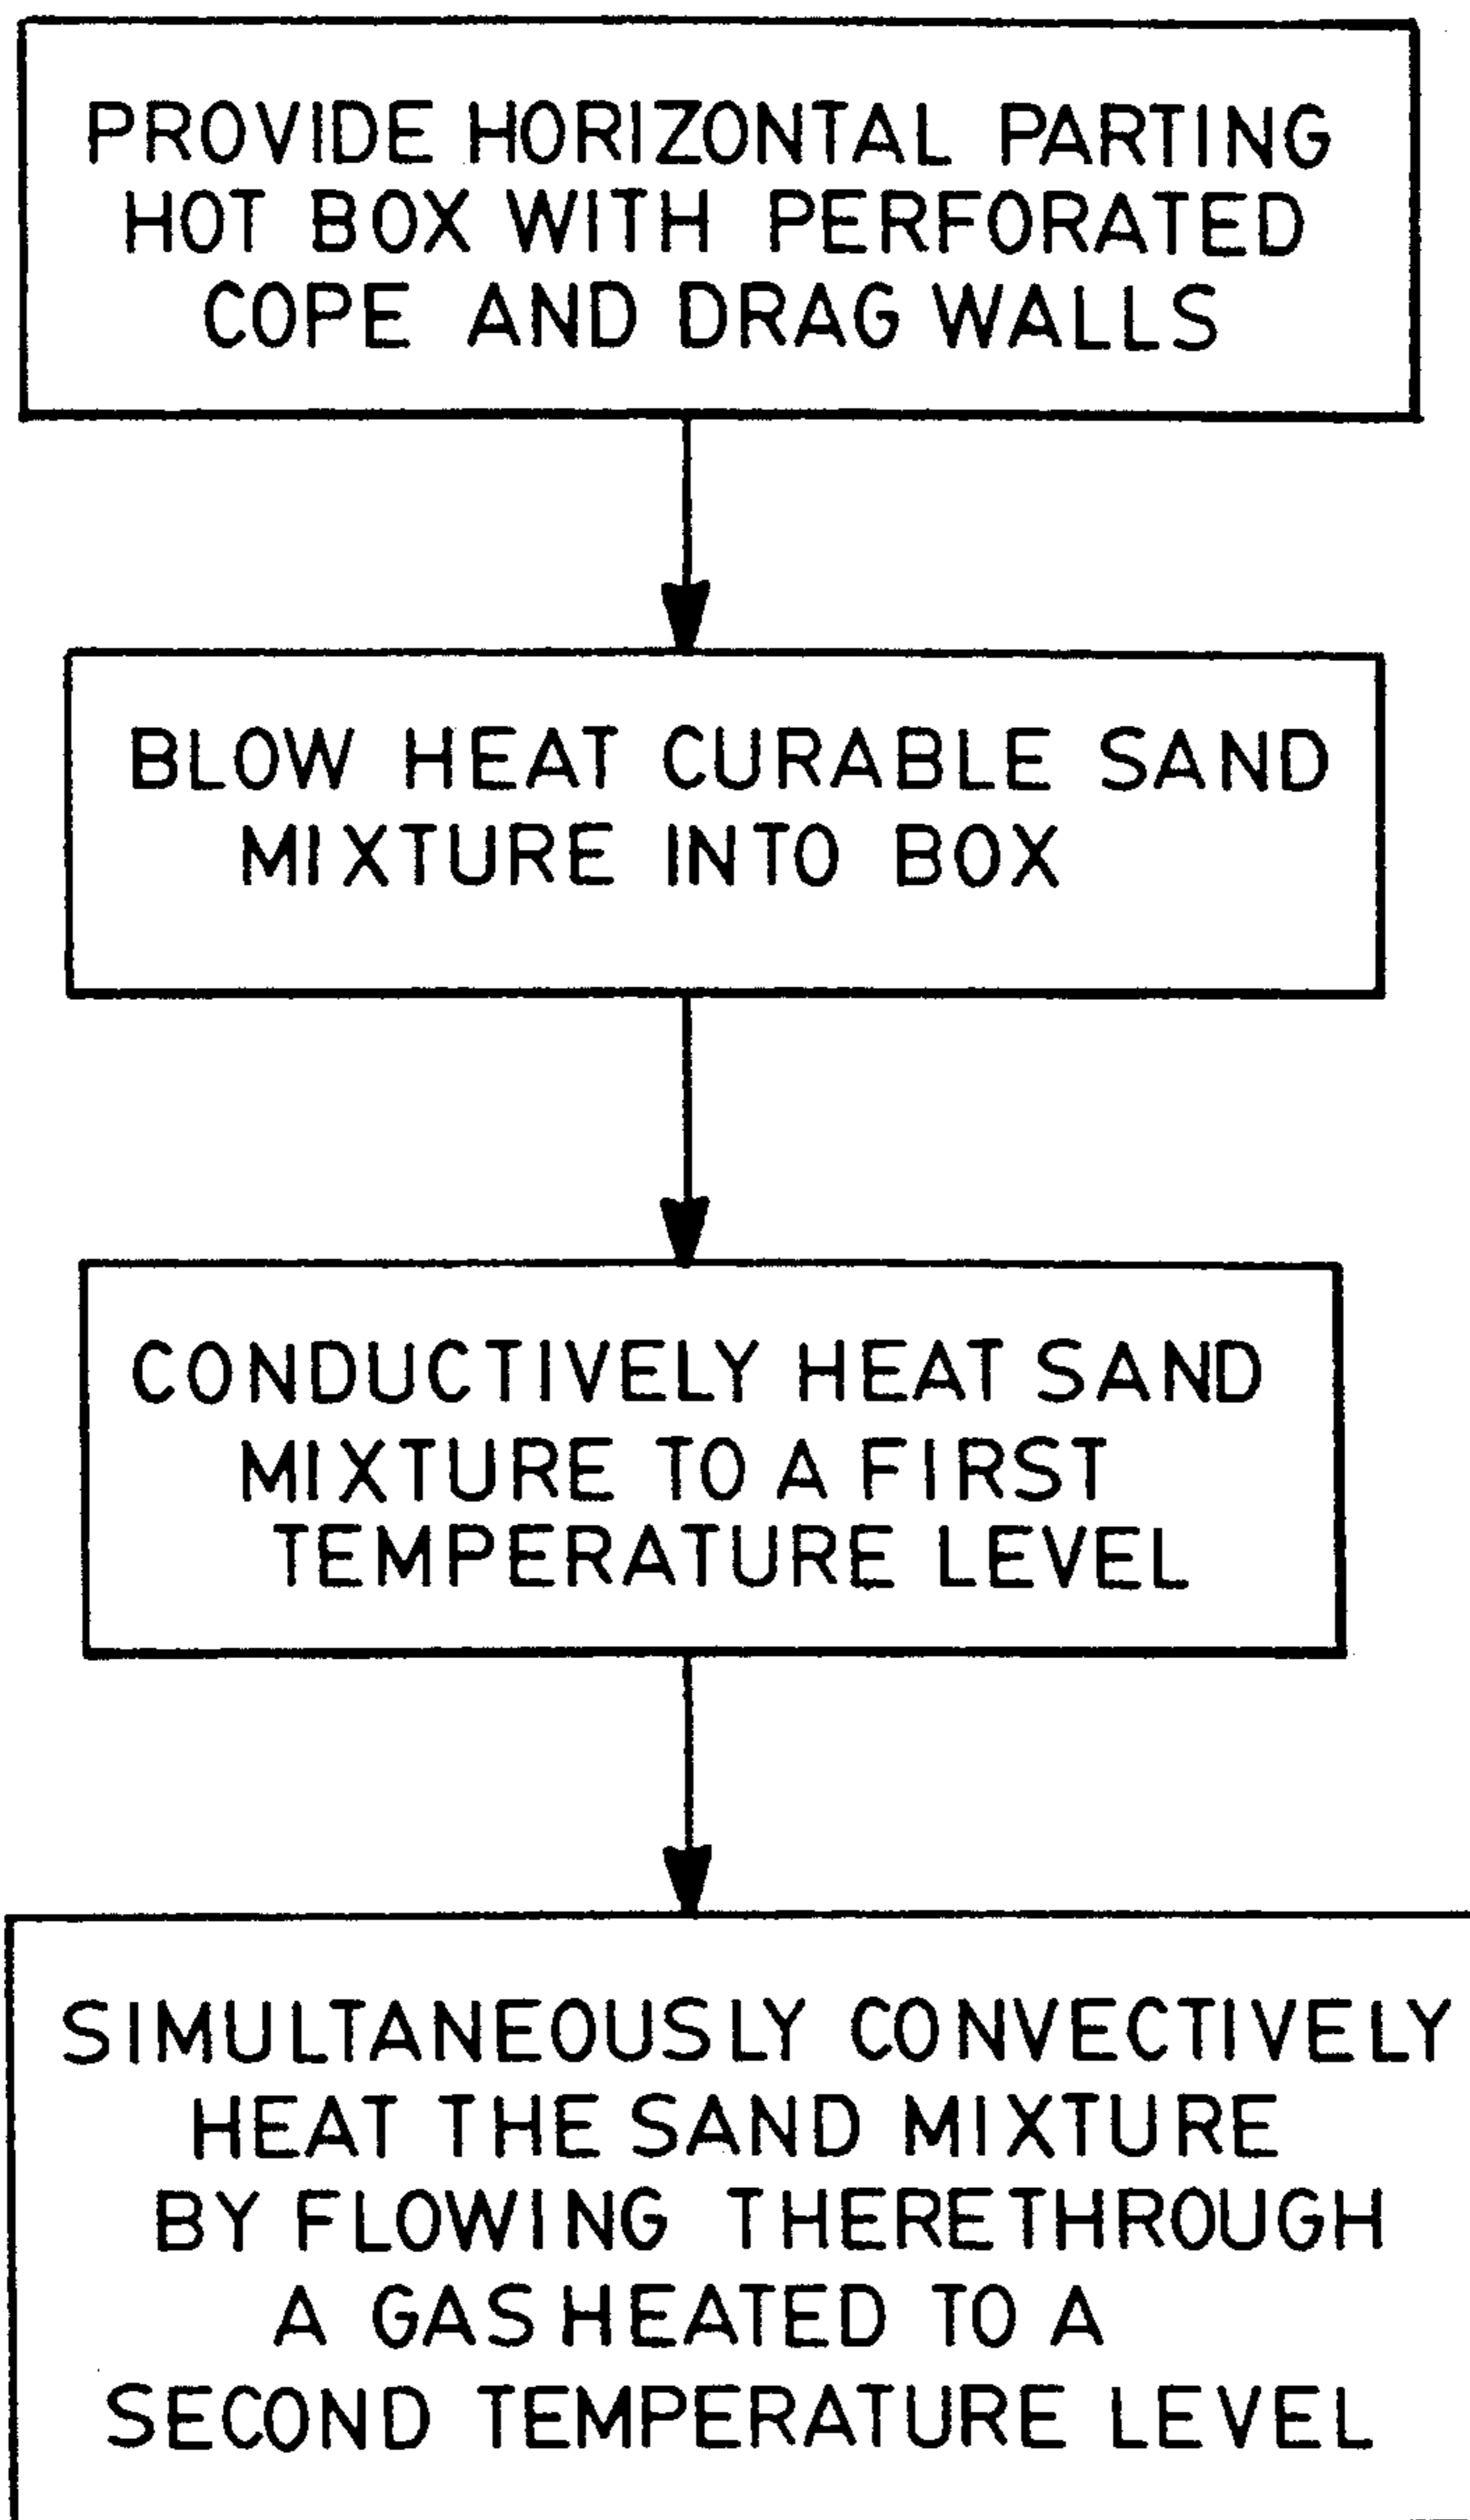 PROVIDE HORIZONTAL PARTING
HOT BOX WITH PERFORATED
COPE AND DRAG WALLS
BLOW HEAT CURABLE SAND
MIXTURE INTO BOX
CONDUCTIVELY HEAT SAND
MIXTURE TO A FIRST
TEMPERATURE LEVEL
SIMULTANEOUSLY CONVECTIVELY
HEAT THE SAND MIXTURE
BY FLOWING THERETHROUGH
A GAS HEATED TO A
SECOND TEMPERATURE LEVEL